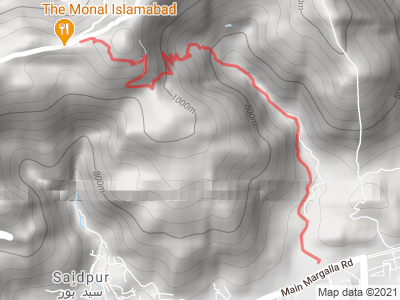 The Monal Islamabad
1000m
800m
800m
Saidpur
سید پور
Main Margalla Rd
Map data ©2021